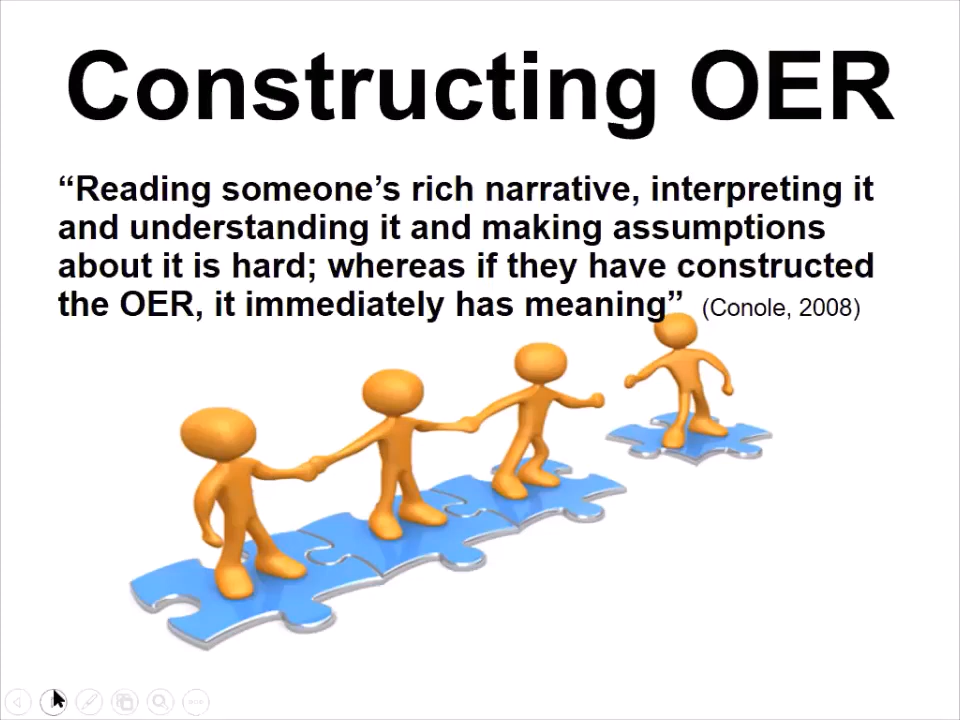 Constructing OER
“Reading someone’s rich narrative, interpreting it
and understanding it and making assumptions
about it is hard; whereas if they have constructed
the OER, it immediately has meaning” (Conole, 2008)